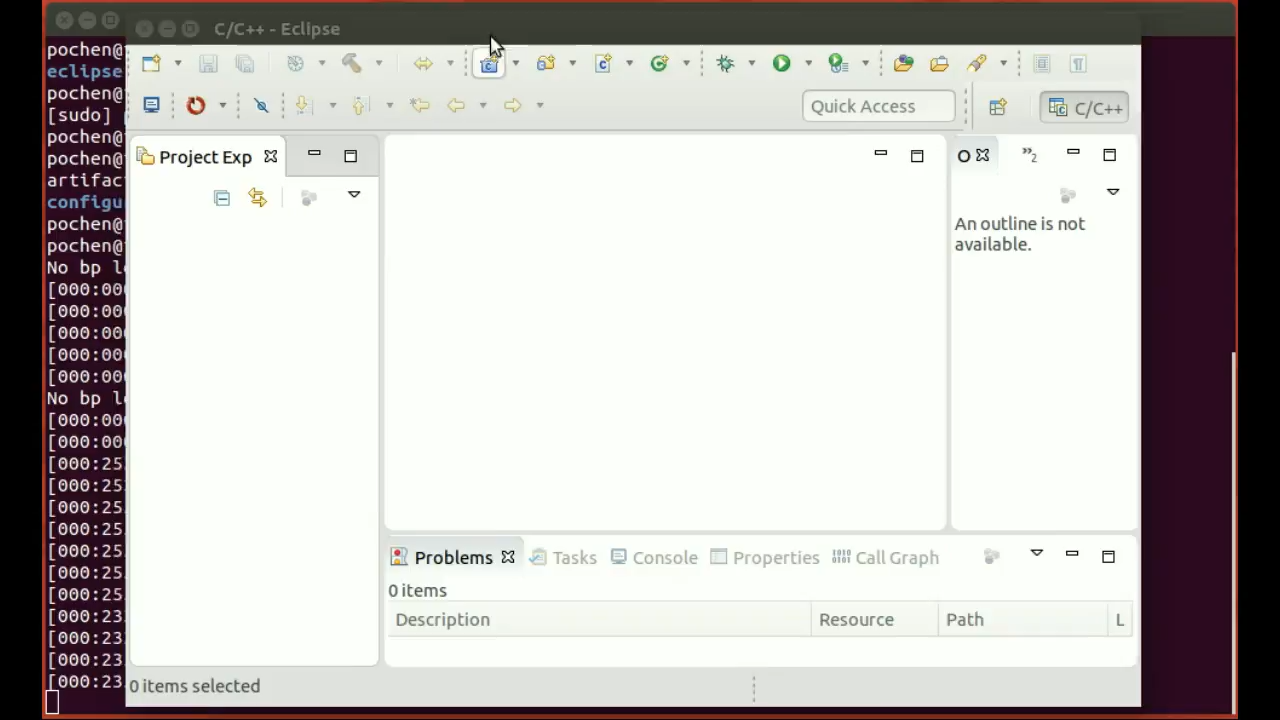 C/C++ - Eclipse
pochen@
eclipse
pochen@
[sudo]
pochen@
pochen@
artifac
configu
pochen@
pochen@
No bp l
[000:00
[000:00
[000:00
[000:00
[000:00
No bp l
[000:00
[000:00
[000:25
[000:25
[000:25
[000:25
[000:25
[000:25
[000:25
[000:23
[000:23
[000:23
[000:23
Quick Access
C/C++
Project Exp
O
»2
An outline is not
available.
Problems Tasks Console Properties Call Graph
0 items
Description Resource Path L
0 items selected